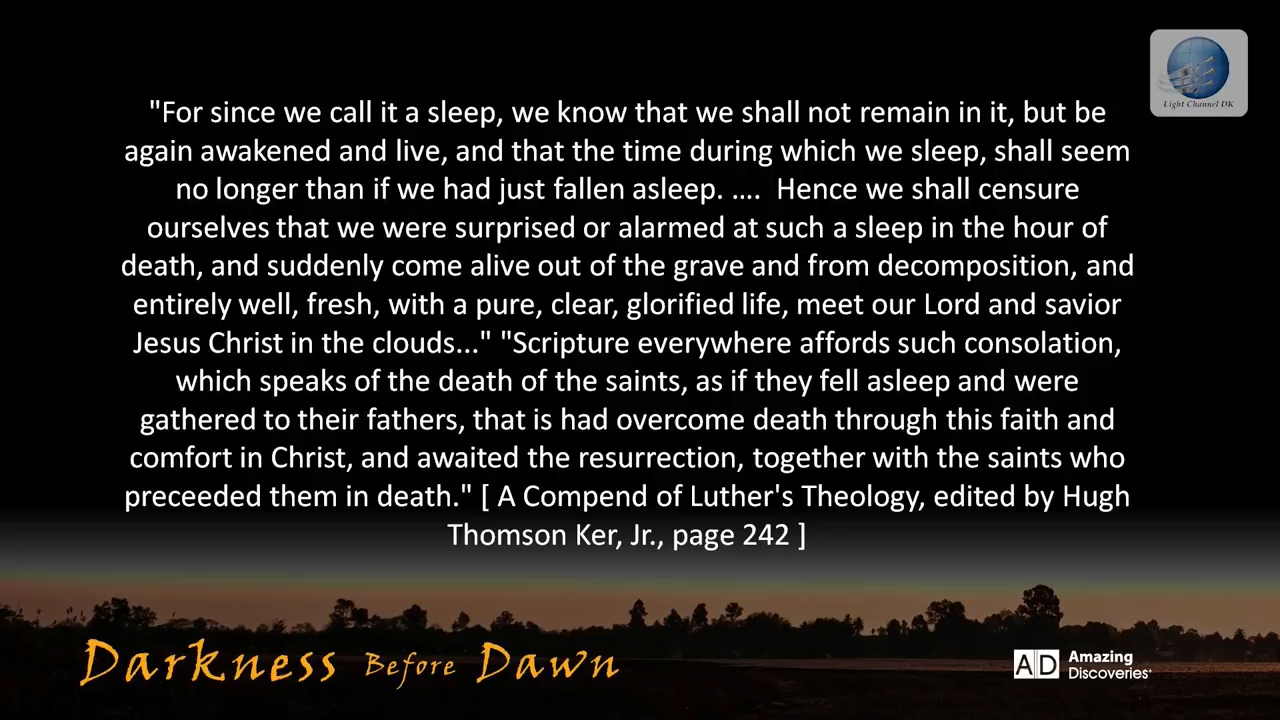 Light Channel DK
"For since we call it a sleep, we know that we shall not remain in it, but be
again awakened and live, and that the time during which we sleep, shall seem
no longer than if we had just fallen asleep. .... Hence we shall censure
ourselves that we were surprised or alarmed at such a sleep in the hour of
death, and suddenly come alive out of the grave and from decomposition, and
entirely well, fresh, with a pure, clear, glorified life, meet our Lord and savior
Jesus Christ in the clouds..." "Scripture everywhere affords such consolation,
which speaks of the death of the saints, as if they fell asleep and were
gathered to their fathers, that is had overcome death through this faith and
comfort in Christ, and awaited the resurrection, together with the saints who
preceeded them in death." [ A Compend of Luther's Theology, edited by Hugh
Thomson Ker, Jr., page 242 ]
Darkness Before Dawn
AD Amazing
Discoveries